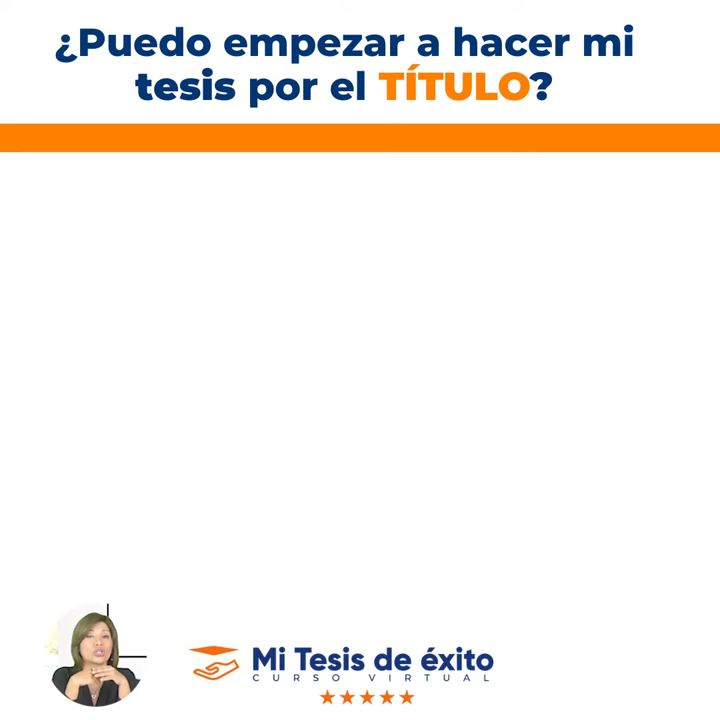 ¿Puedo empezar a hacer mi
tesis por el TÍTULO?
Mi Tesis de éxito
CURSO VIRTUAL